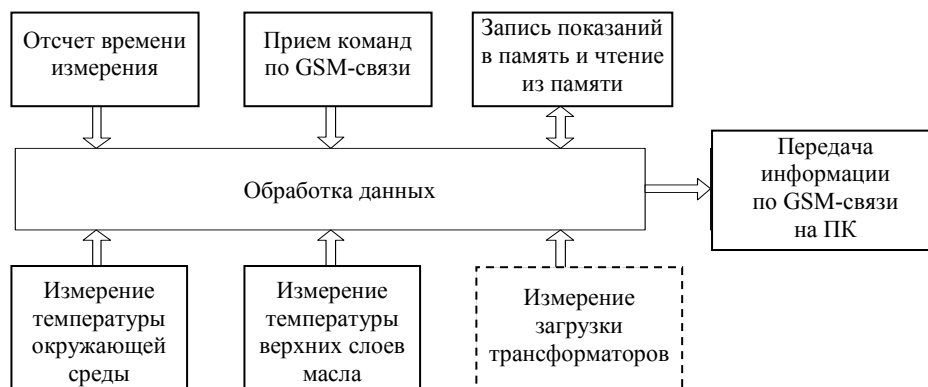 Отсчет времени
измерения
Прием команд
по GSM-связи
Запись показаний
в память и чтение
из памяти
Обработка данных
Передача
информации
по GSM-связи
на ПК
Измерение
температуры
окружающей
среды
Измерение
температуры
верхних слоев
масла
Измерение
загрузки
трансформаторов